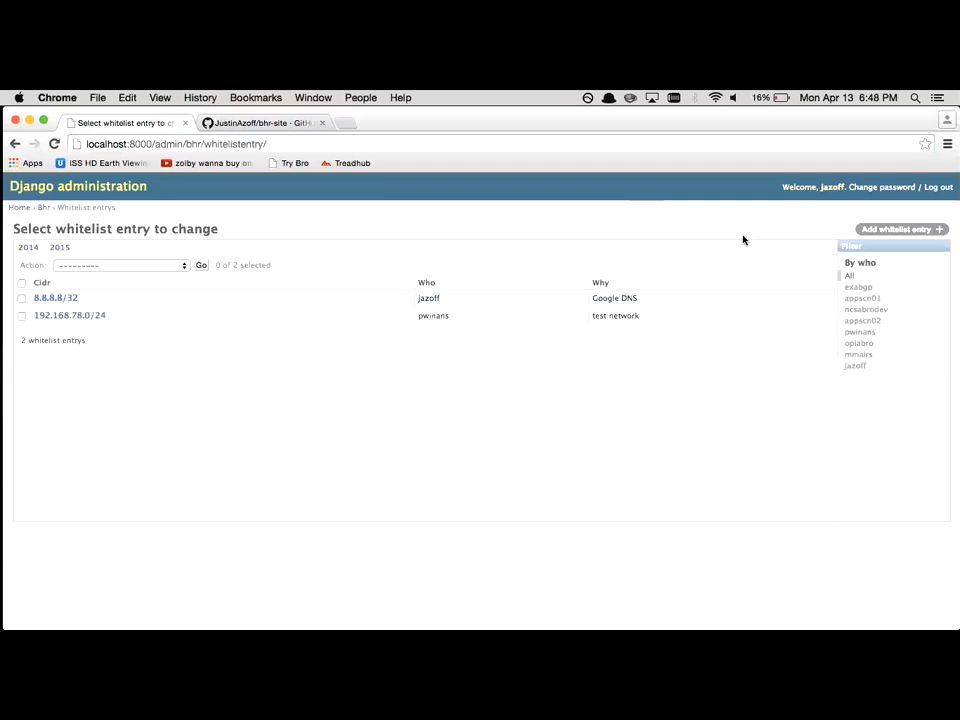 Chrome File Edit View History Bookmarks Window People Help 16% Mon Apr 13 6:48 PM
Select whitelist entry to c JustinAzoff/bhr-site · GitHu
localhost:8000/admin/bhr/whitelistentry/
Apps ISS HD Earth Viewin zoiby wanna buy on Try Bro Treadhub
Django administration Welcome, jazoff. Change password / Log out
Home › Bhr › Whitelist entrys
Select whitelist entry to change Add whitelist entry +
2014 2015 Filter
Action: --------- Go 0 of 2 selected By who
All
Cidr Who Why
exabgp
8.8.8.8/32 jazoff Google DNS appscn01
ncsabrodev
192.168.78.0/24 pwinans test network
appscn02
pwinans
2 whitelist entrys opiabro
mmairs
jazoff